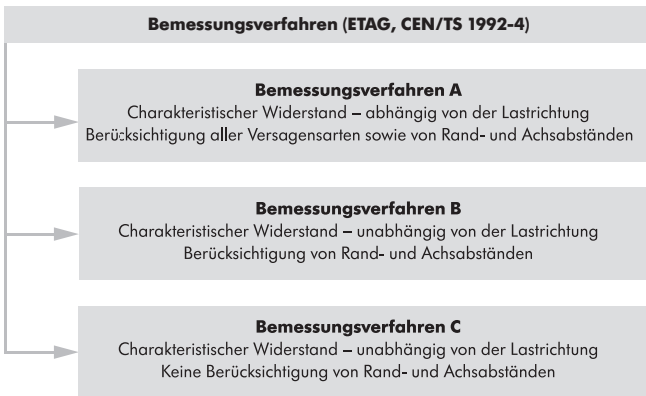 Bemessungsverfahren (ETAG, CEN/TS 1992-4)
Bemessungsverfahren A
Charakteristischer Widerstand – abhängig von der Lastrichtung
Berücksichtigung aller Versagensarten sowie von Rand- und Achsabständen
Bemessungsverfahren B
Charakteristischer Widerstand – unabhängig von der Lastrichtung
Berücksichtigung von Rand- und Achsabständen
Bemessungsverfahren C
Charakteristischer Widerstand – unabhängig von der Lastrichtung
Keine Berücksichtigung von Rand- und Achsabständen